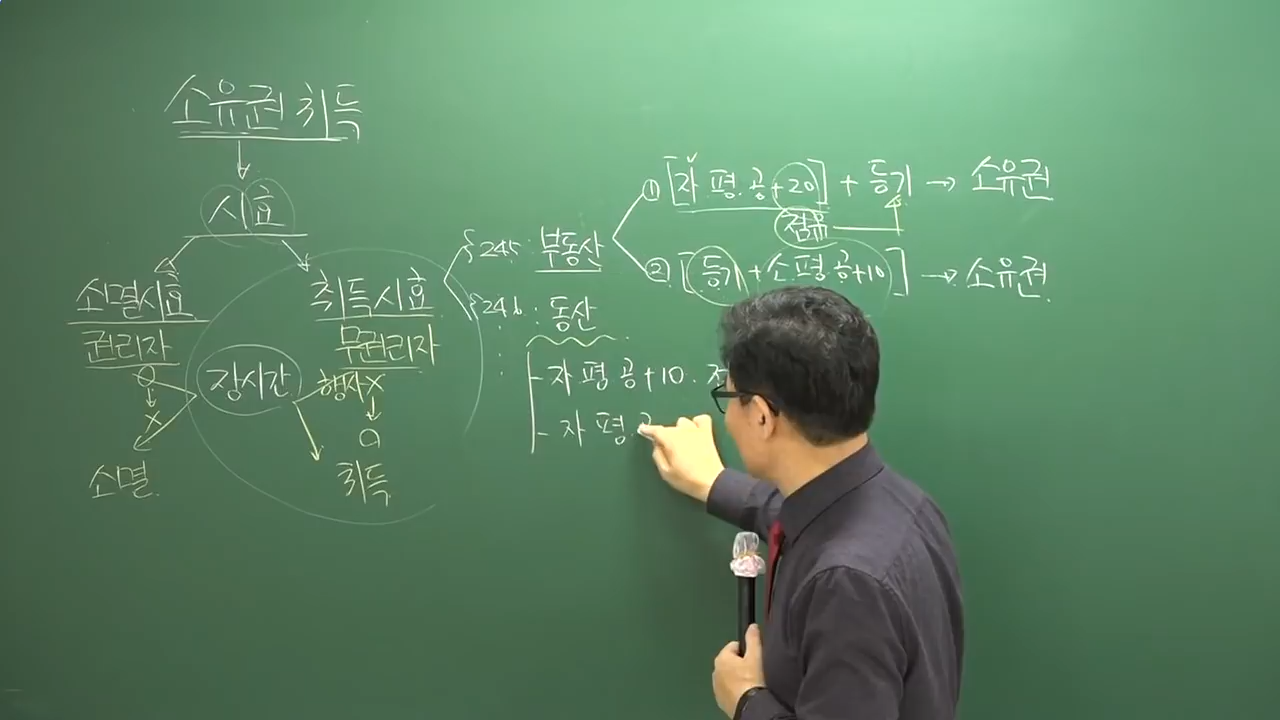 소유권 취득
시효
소멸시효
권리자
장시간
소멸
취득시효
무권리자
행사 X
취득
§245 : 부동산
① [자.평.공+20] + 등기 → 소유권
점유
② [등기+소.평.공+10] → 소유권
§246 : 동산
자 평 공+10.
자 평.